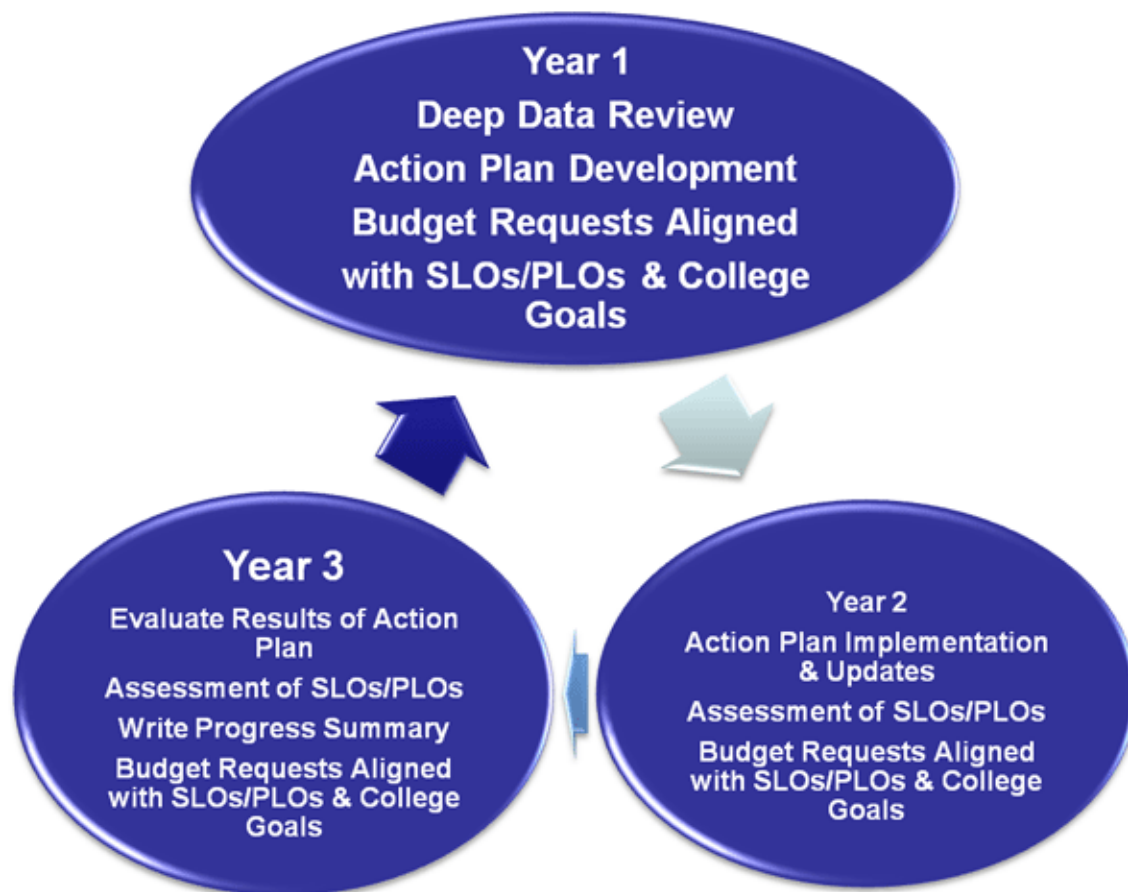 Year 1
Deep Data Review
Action Plan Development
Budget Requests Aligned
with SLOs/PLOs & College
Goals
Year 2
Action Plan Implementation
& Updates
Assessment of SLOs/PLOs
Budget Requests Aligned
with SLOs/PLOs & College
Goals
Year 3
Evaluate Results of Action
Plan
Assessment of SLOs/PLOs
Write Progress Summary
Budget Requests Aligned
with SLOs/PLOs & College
Goals